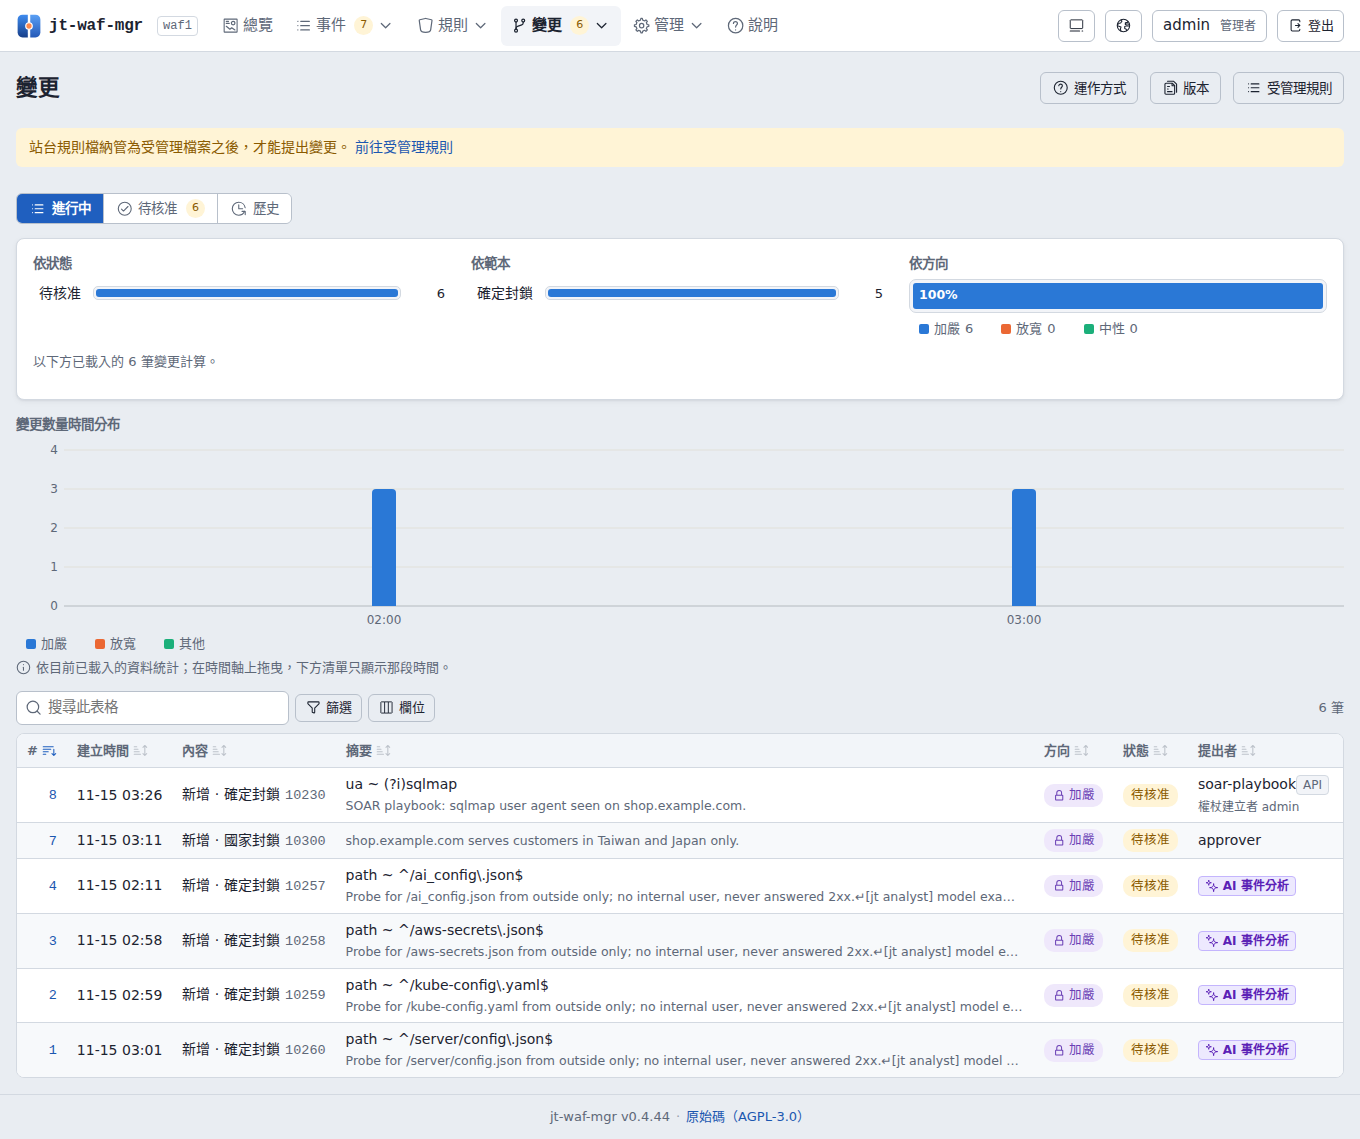 jt-waf-mgr waf1 總覽 事件 7 規則 變更 6 管理 說明 admin 管理者 登出
變更 運作方式 版本 受管理規則
站台規則檔納管為受管理檔案之後，才能提出變更。 前往受管理規則
進行中 待核准 6 歷史
依狀態 依範本 依方向
待核准 6 確定封鎖 5 100%
加嚴 6 放寬 0 中性 0
以下方已載入的 6 筆變更計算。
變更數量時間分布
4
3
2
1
0
02:00 03:00
加嚴 放寬 其他
依目前已載入的資料統計；在時間軸上拖曳，下方清單只顯示那段時間。
搜尋此表格 篩選 欄位 6 筆
# 建立時間 內容 摘要 方向 狀態 提出者
8 11-15 03:26 新增 · 確定封鎖 10230 ua ~ (?i)sqlmap 加嚴 待核准 soar-playbook API
SOAR playbook: sqlmap user agent seen on shop.example.com. 權杖建立者 admin
7 11-15 03:11 新增 · 國家封鎖 10300 shop.example.com serves customers in Taiwan and Japan only. 加嚴 待核准 approver
4 11-15 02:11 新增 · 確定封鎖 10257 path ~ ^/ai_config\.json$ 加嚴 待核准 AI 事件分析
Probe for /ai_config.json from outside only; no internal user, never answered 2xx.↵[jt analyst] model exa…
3 11-15 02:58 新增 · 確定封鎖 10258 path ~ ^/aws-secrets\.json$ 加嚴 待核准 AI 事件分析
Probe for /aws-secrets.json from outside only; no internal user, never answered 2xx.↵[jt analyst] model e…
2 11-15 02:59 新增 · 確定封鎖 10259 path ~ ^/kube-config\.yaml$ 加嚴 待核准 AI 事件分析
Probe for /kube-config.yaml from outside only; no internal user, never answered 2xx.↵[jt analyst] model e…
1 11-15 03:01 新增 · 確定封鎖 10260 path ~ ^/server/config\.json$ 加嚴 待核准 AI 事件分析
Probe for /server/config.json from outside only; no internal user, never answered 2xx.↵[jt analyst] model …
jt-waf-mgr v0.4.44 · 原始碼（AGPL-3.0）